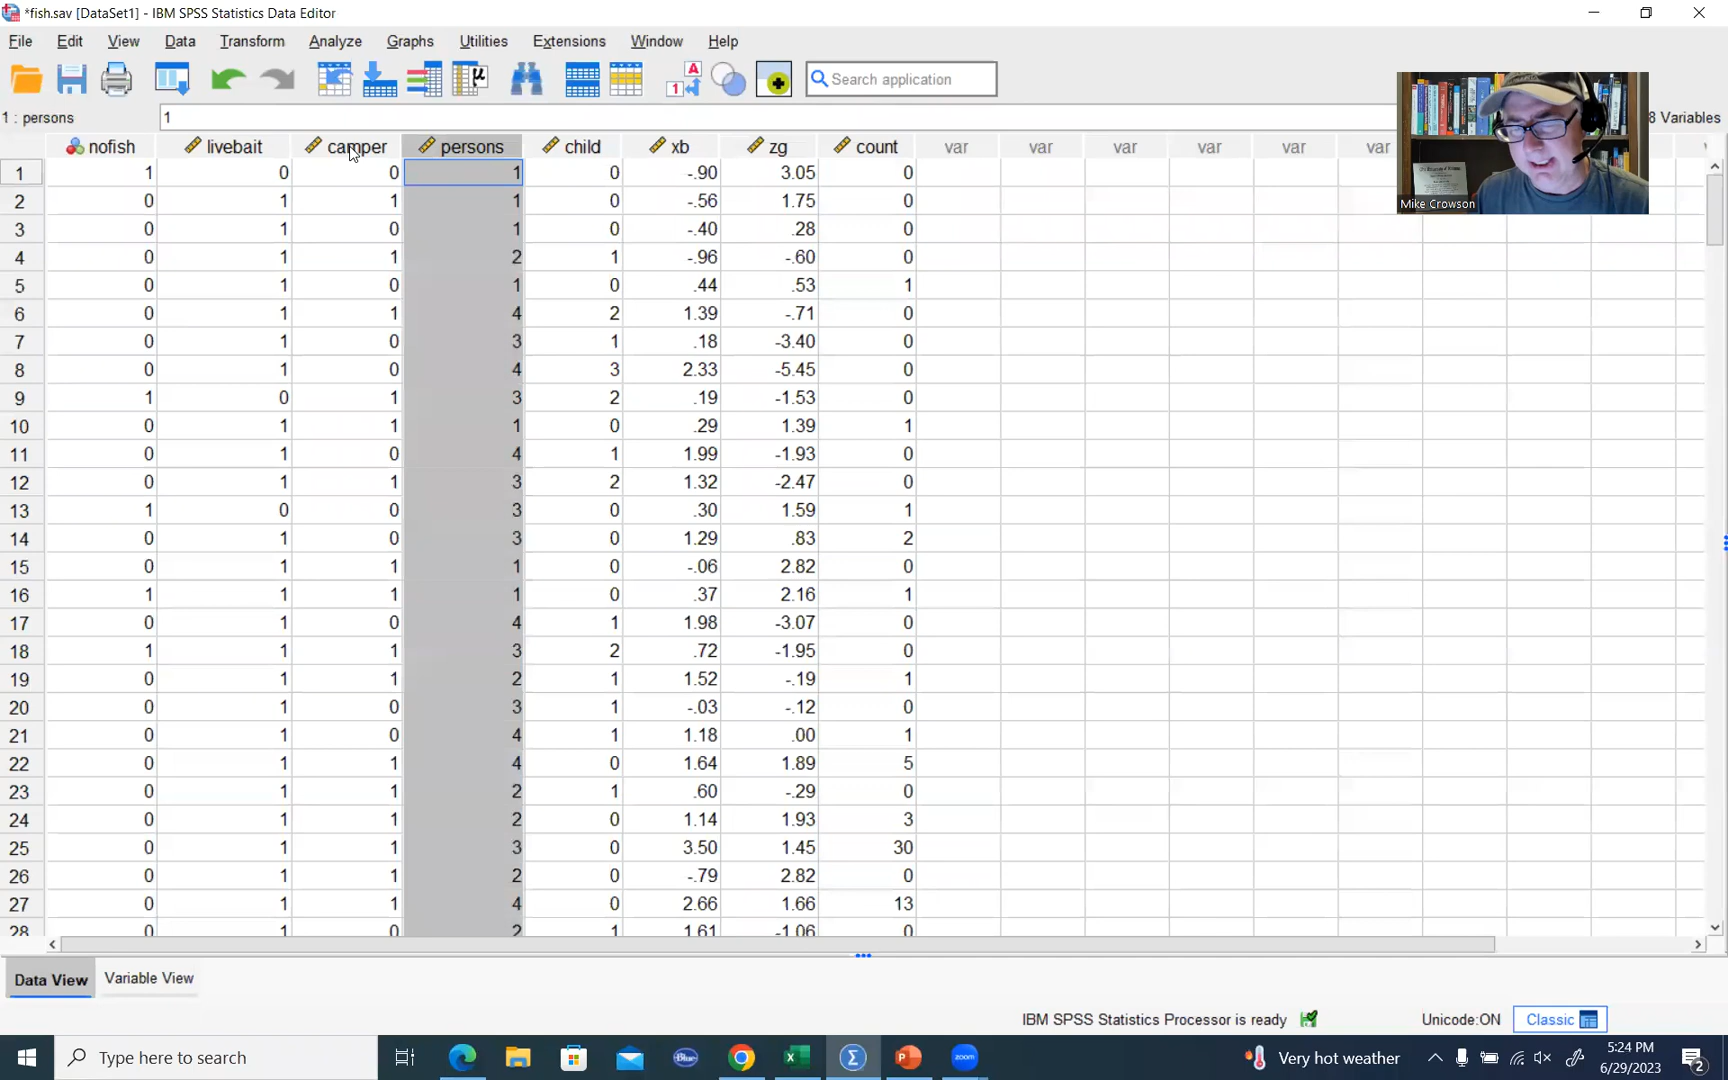 *fish.sav [DataSet1] - IBM SPSS Statistics Data Editor
File Edit View Data Transform Analyze Graphs Utilities Extensions Window Help
Search application
1 : persons 1 8 Variables
Mike Crowson
nofish livebait camper persons child xb zg count var var var var var var
1 1 0 0 1 0 -.90 3.05 0
2 0 1 1 1 0 -.56 1.75 0
3 0 1 0 1 0 -.40 .28 0
4 0 1 1 2 1 -.96 -.60 0
5 0 1 0 1 0 .44 .53 1
6 0 1 1 4 2 1.39 -.71 0
7 0 1 0 3 1 .18 -3.40 0
8 0 1 0 4 3 2.33 -5.45 0
9 1 0 1 3 2 .19 -1.53 0
10 0 1 1 1 0 .29 1.39 1
11 0 1 0 4 1 1.99 -1.93 0
12 0 1 1 3 2 1.32 -2.47 0
13 1 0 0 3 0 .30 1.59 1
14 0 1 0 3 0 1.29 .83 2
15 0 1 1 1 0 -.06 2.82 0
16 1 1 1 1 0 .37 2.16 1
17 0 1 0 4 1 1.98 -3.07 0
18 1 1 1 3 2 .72 -1.95 0
19 0 1 1 2 1 1.52 -.19 1
20 0 1 0 3 1 -.03 -.12 0
21 0 1 0 4 1 1.18 .00 1
22 0 1 1 4 0 1.64 1.89 5
23 0 1 1 2 1 .60 -.29 0
24 0 1 1 2 0 1.14 1.93 3
25 0 1 1 3 0 3.50 1.45 30
26 0 1 1 2 0 -.79 2.82 0
27 0 1 1 4 0 2.66 1.66 13
28 0 1 0 2 1 1.61 -1.06 0
Data View Variable View
IBM SPSS Statistics Processor is ready Unicode:ON Classic
Type here to search
Blue
zoom
Very hot weather
5:24 PM
6/29/2023
2